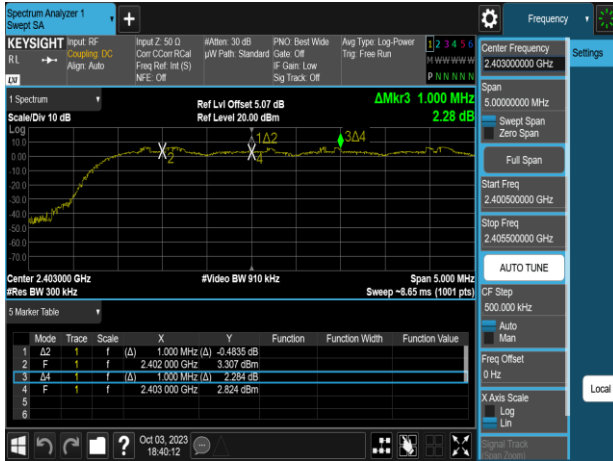 Spectrum Analyzer 1
Swept SA
+
Frequency
KEYSIGHT
RL
LXI
Input: RF
Coupling: DC
Align: Auto
Input Z: 50 Ω
Corr CCorr RCal
Freq Ref: Int (S)
NFE: Off
#Atten: 30 dB
µW Path: Standard
PNO: Best Wide
Gate: Off
IF Gain: Low
Sig Track: Off
Avg Type: Log-Power
Trig: Free Run
1 2 3 4 5 6
M W W W W W
P N N N N N
Center Frequency
2.403000000 GHz
Settings
Span
5.00000000 MHz
Swept Span
Zero Span
Full Span
Start Freq
2.400500000 GHz
Stop Freq
2.405500000 GHz
AUTO TUNE
CF Step
500.000 kHz
Auto
Man
Freq Offset
0 Hz
X Axis Scale
Log
Lin
Signal Track
(Span Zoom)
Local
1 Spectrum
Scale/Div 10 dB
Ref Lvl Offset 5.07 dB
Ref Level 20.00 dBm
ΔMkr3 1.000 MHz
2.28 dB
Log
10.0
0.00
-10.0
-20.0
-30.0
-40.0
-50.0
-60.0
-70.0
2
1Δ2
4
3Δ4
Center 2.403000 GHz
#Res BW 300 kHz
#Video BW 910 kHz
Span 5.000 MHz
Sweep ~8.65 ms (1001 pts)
5 Marker Table
Mode Trace Scale X Y Function Function Width Function Value
1 Δ2 1 f (Δ) 1.000 MHz (Δ) -0.4835 dB
2 F 1 f 2.402 000 GHz 3.307 dBm
3 Δ4 1 f (Δ) 1.000 MHz (Δ) 2.284 dB
4 F 1 f 2.403 000 GHz 2.824 dBm
5
6
?
Oct 03, 2023
18:40:12